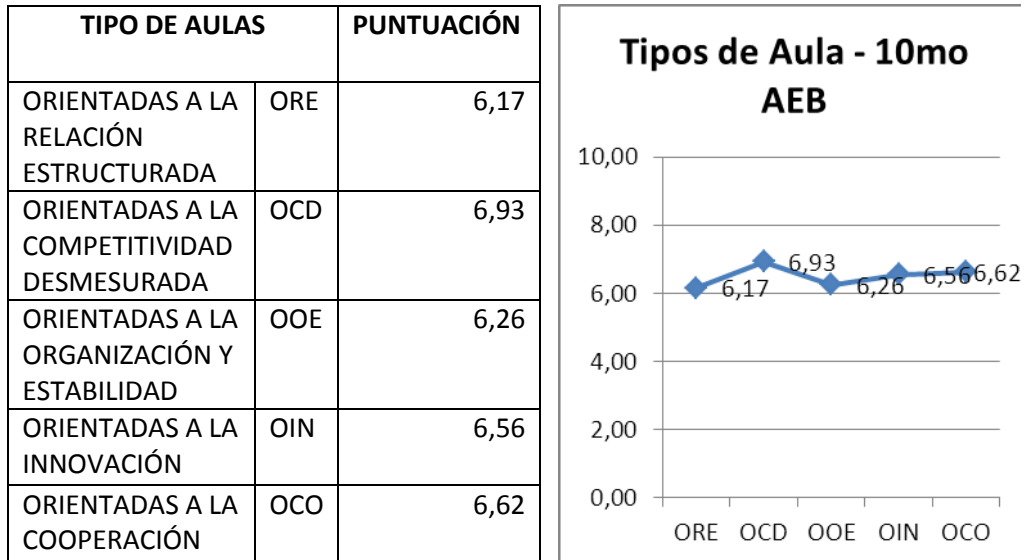 TIPO DE AULAS
PUNTUACIÓN
ORIENTADAS A LA
RELACIÓN
ESTRUCTURADA
ORE
6,17
ORIENTADAS A LA
COMPETITIVIDAD
DESMESURADA
OCD
6,93
ORIENTADAS A LA
ORGANIZACIÓN Y
ESTABILIDAD
OOE
6,26
ORIENTADAS A LA
INNOVACIÓN
OIN
6,56
ORIENTADAS A LA
COOPERACIÓN
OCO
6,62
Tipos de Aula - 10mo
AEB
10,00
8,00
6,00
4,00
2,00
0,00
6,17
6,93
6,26
6,56
6,62
ORE OCD OOE OIN OCO